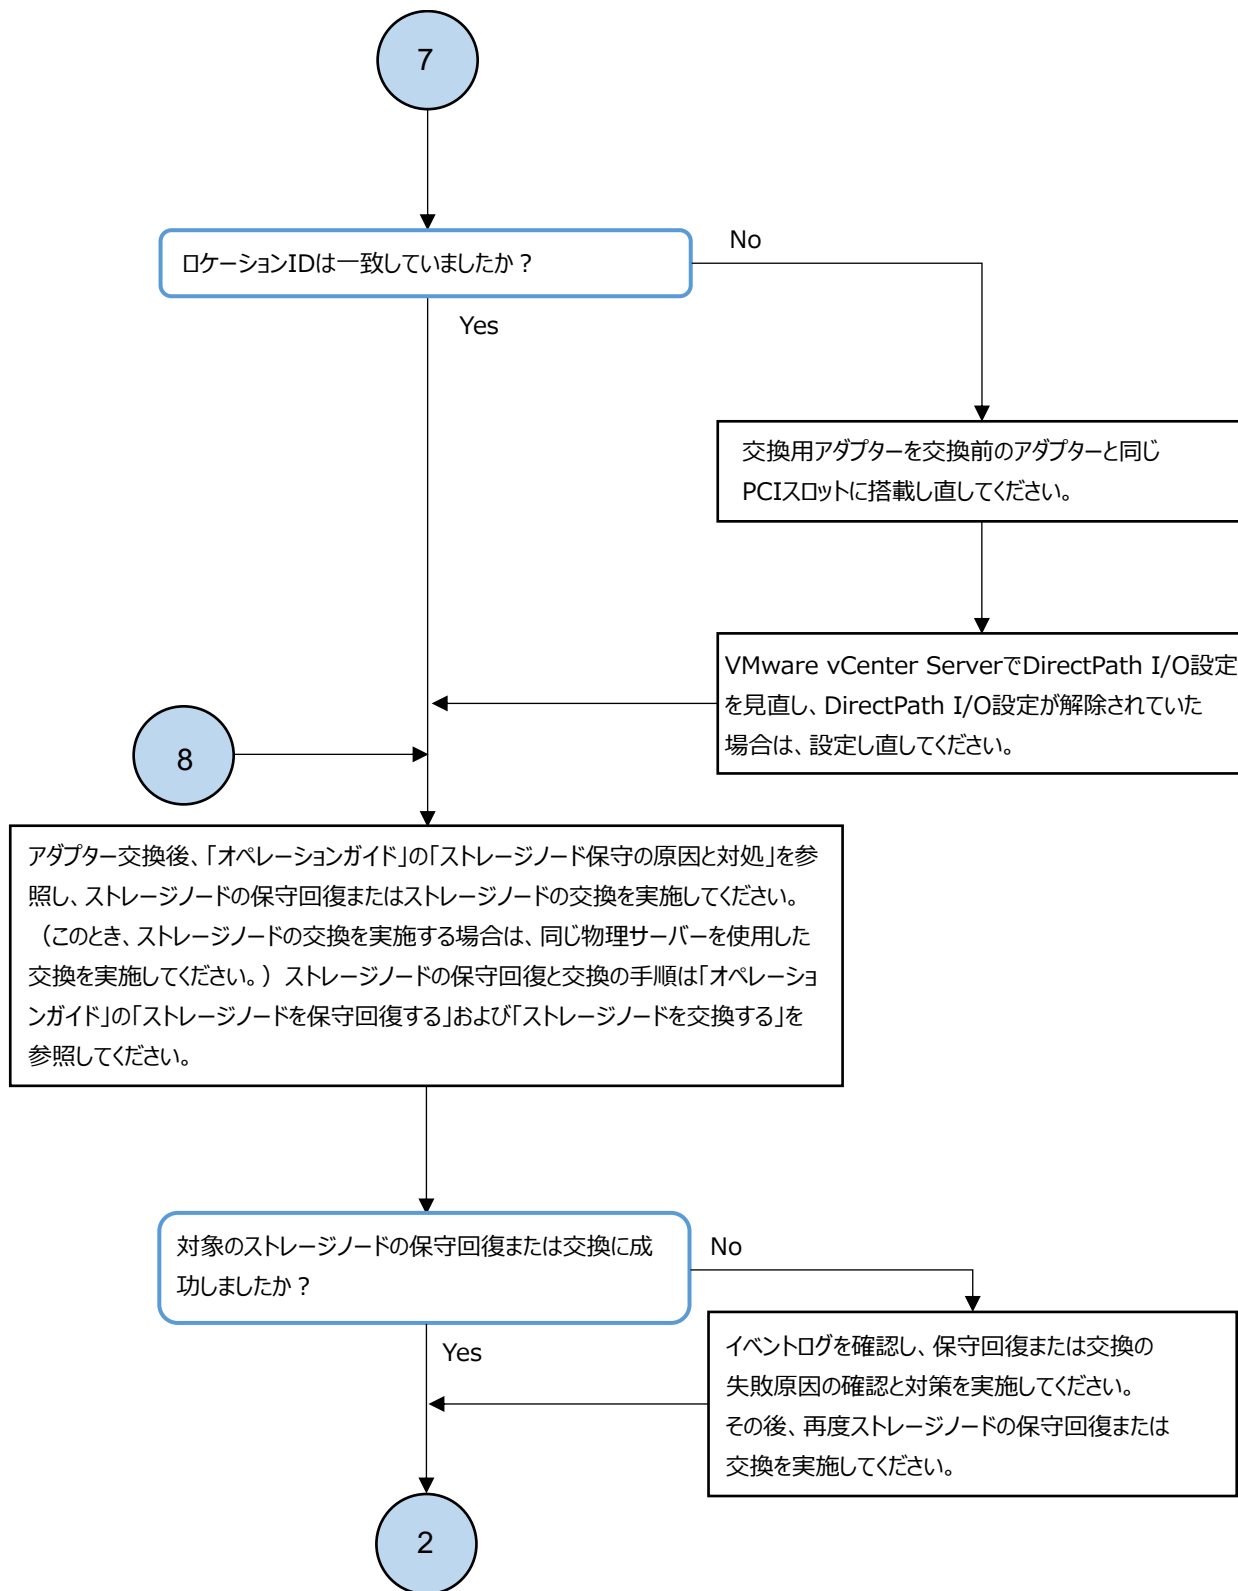 7
ロケーションIDは一致していましたか？
No
Yes
交換用アダプターを交換前のアダプターと同じ
PCIスロットに搭載し直してください。
VMware vCenter ServerでDirectPath I/O設定
を見直し、DirectPath I/O設定が解除されていた
場合は、設定し直してください。
8
アダプター交換後、「オペレーションガイド」の「ストレージノード保守の原因と対処」を参
照し、ストレージノードの保守回復またはストレージノードの交換を実施してください。
（このとき、ストレージノードの交換を実施する場合は、同じ物理サーバーを使用した
交換を実施してください。）ストレージノードの保守回復と交換の手順は「オペレーショ
ンガイド」の「ストレージノードを保守回復する」および「ストレージノードを交換する」を
参照してください。
対象のストレージノードの保守回復または交換に成
功しましたか？
No
Yes
イベントログを確認し、保守回復または交換の
失敗原因の確認と対策を実施してください。
その後、再度ストレージノードの保守回復または
交換を実施してください。
2